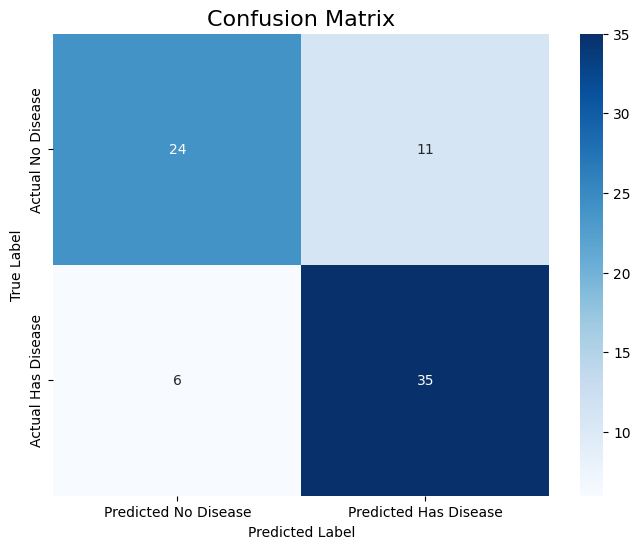 Confusion Matrix
Actual No Disease
24
11
35
30
25
20
15
10
True Label
Actual Has Disease
6
35
Predicted No Disease
Predicted Has Disease
Predicted Label